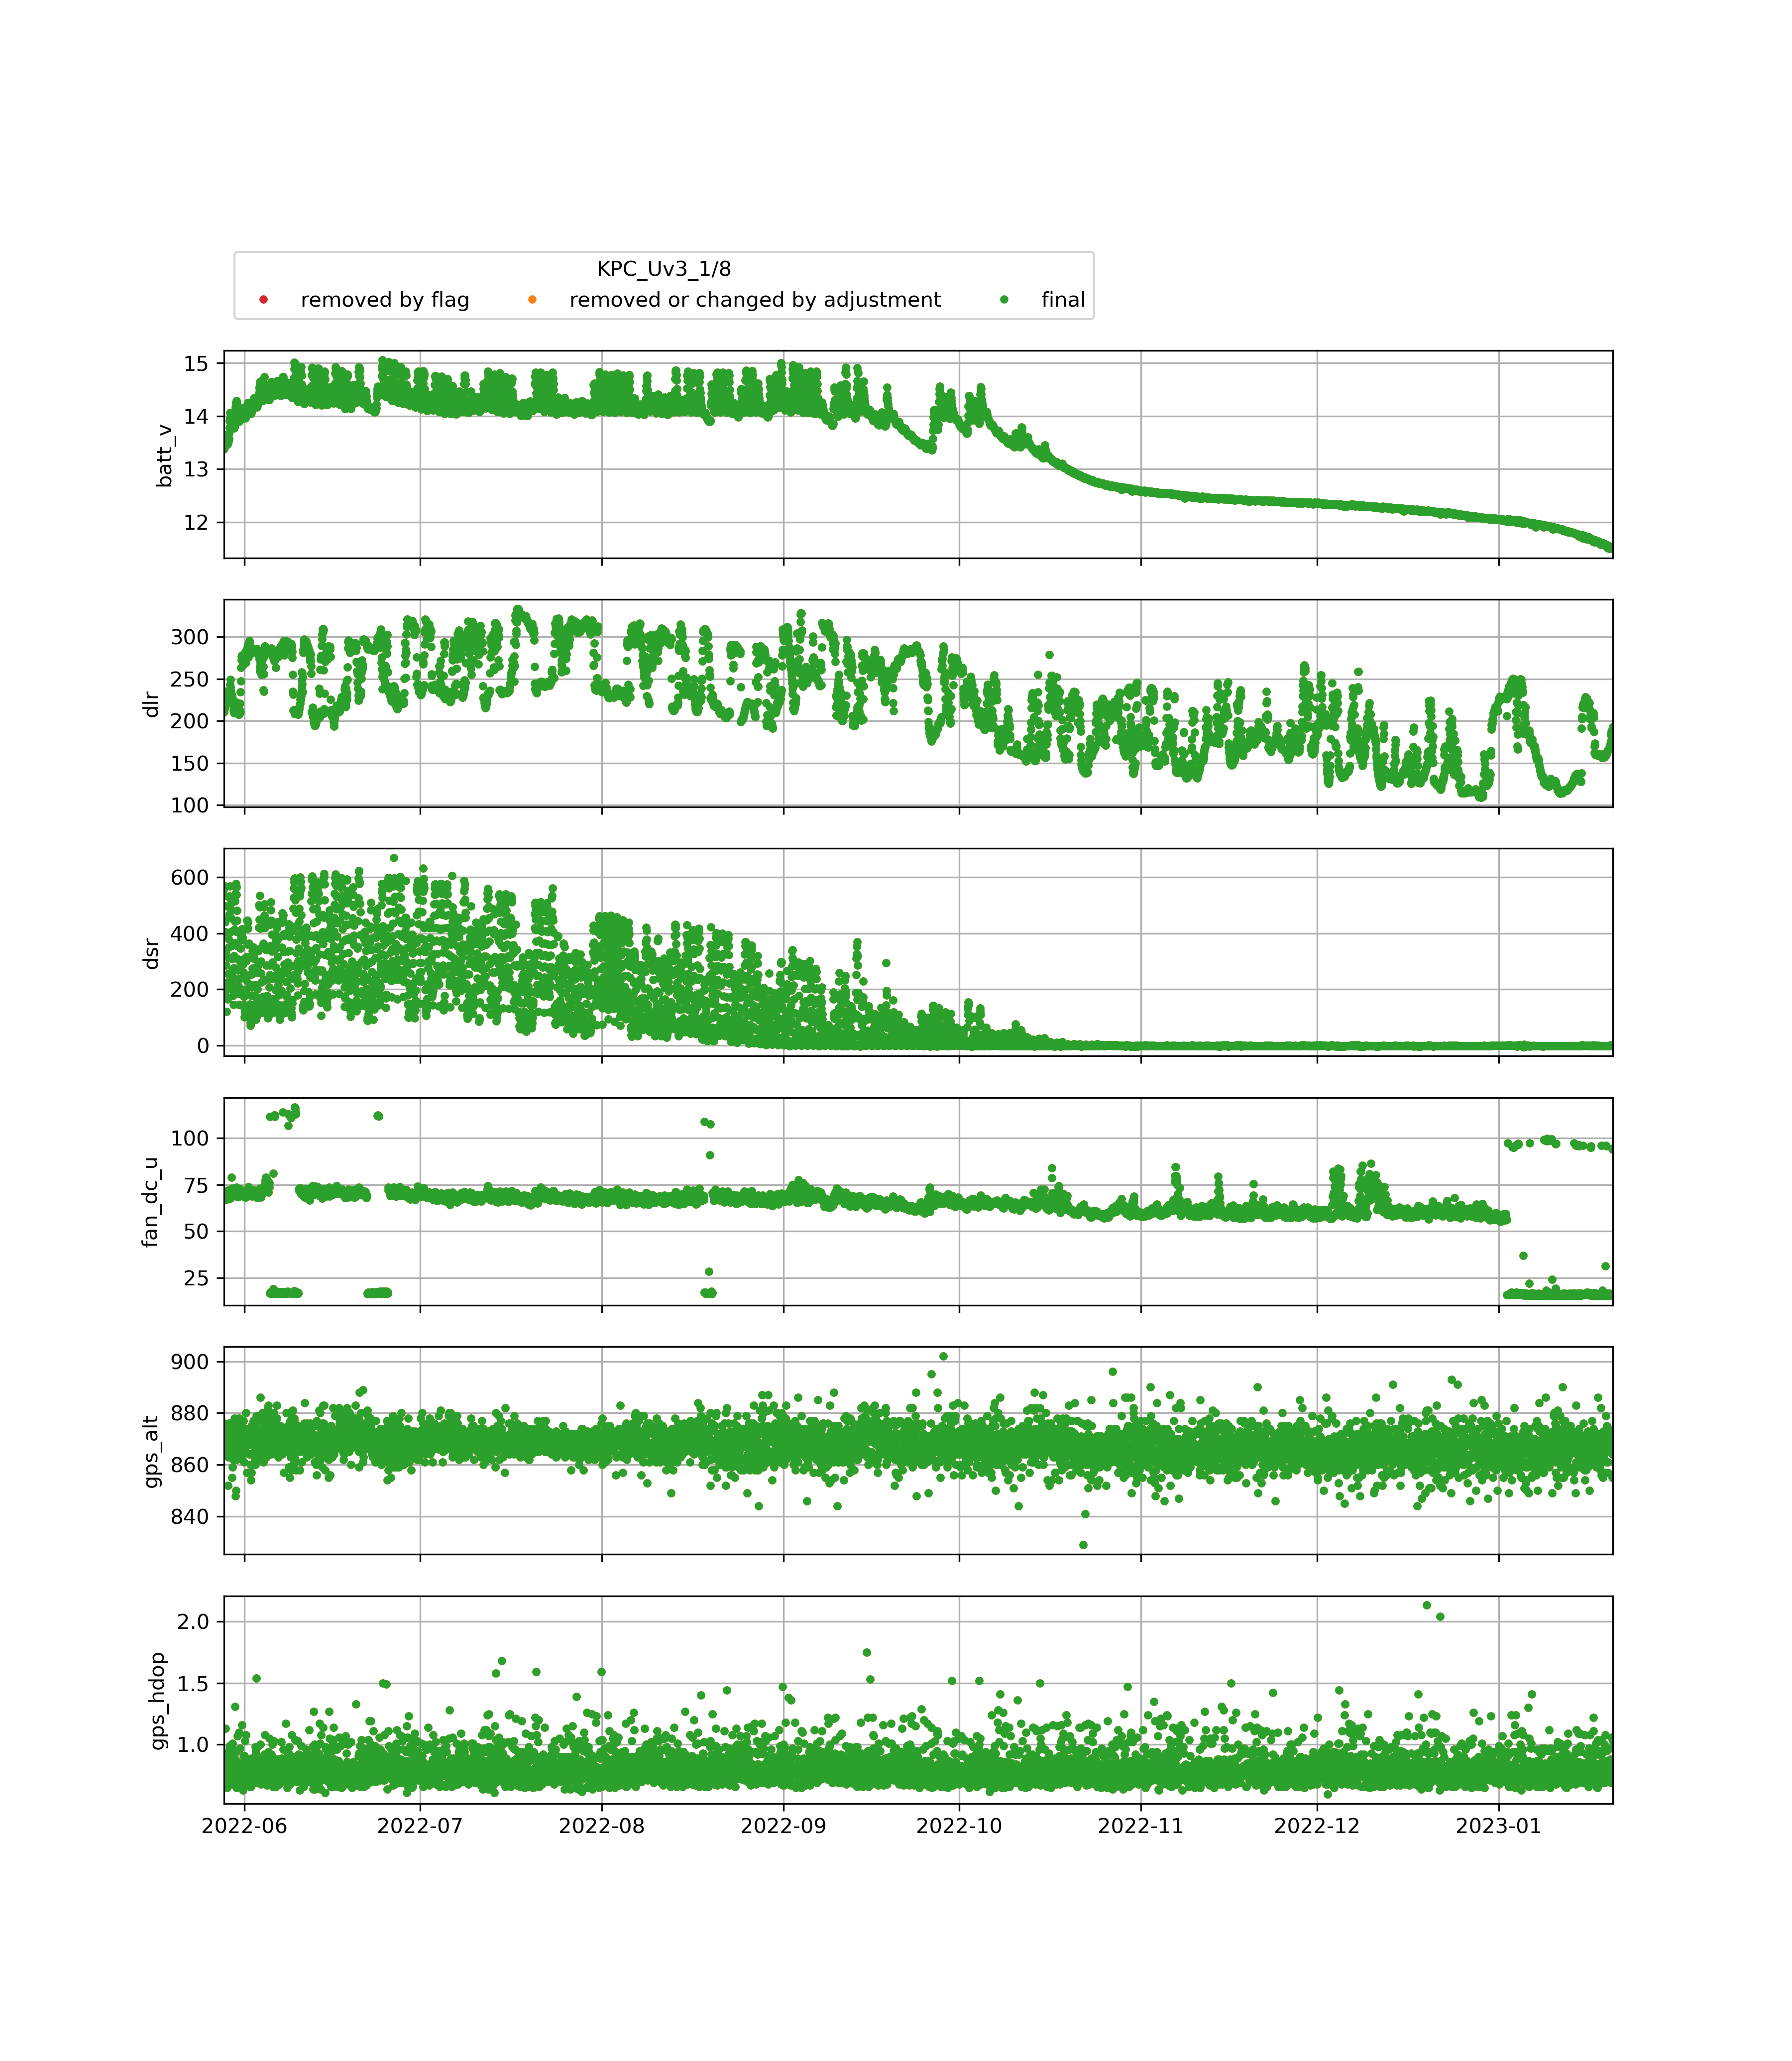 KPC_Uv3_1/8
removed by flag removed or changed by adjustment final
15
14
13
12
batt_v
300
250
200
150
100
dlr
600
400
200
0
dsr
100
75
50
25
fan_dc_u
900
880
860
840
gps_alt
2.0
1.5
1.0
gps_hdop
2022-06 2022-07 2022-08 2022-09 2022-10 2022-11 2022-12 2023-01